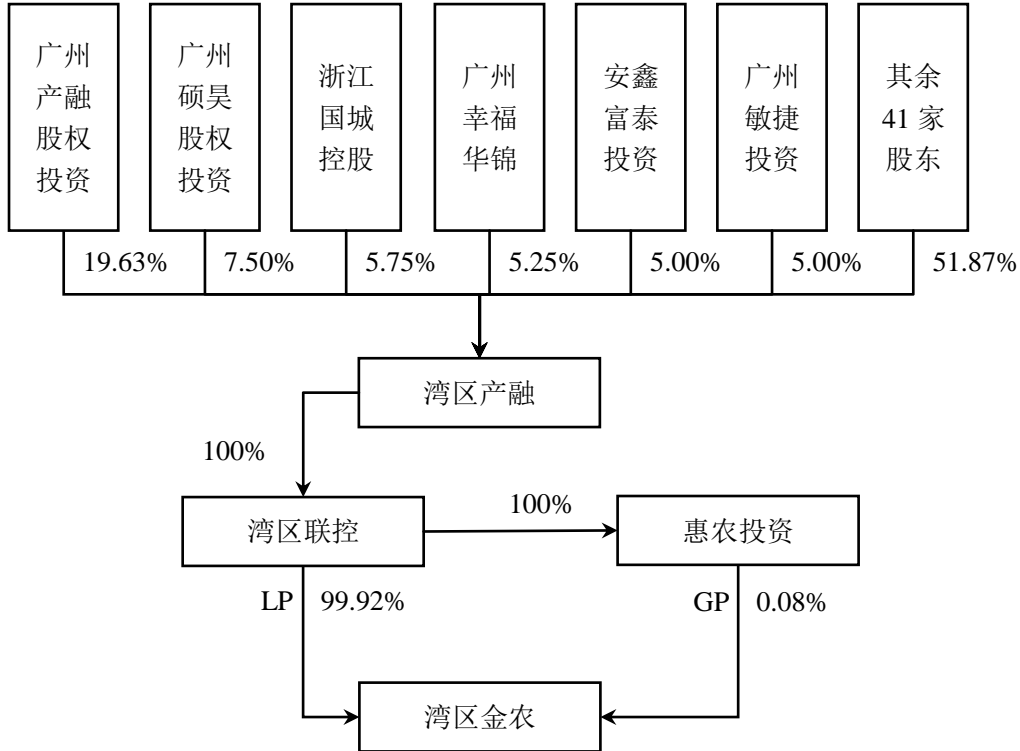 广州
产融
股权
投资
广州
硕昊
股权
投资
浙江
国城
控股
广州
幸福
华锦
安鑫
富泰
投资
广州
敏捷
投资
其余
41 家
股东
19.63%
7.50%
5.75%
5.25%
5.00%
5.00%
51.87%
湾区产融
100%
湾区联控
100%
惠农投资
LP 99.92%
GP 0.08%
湾区金农